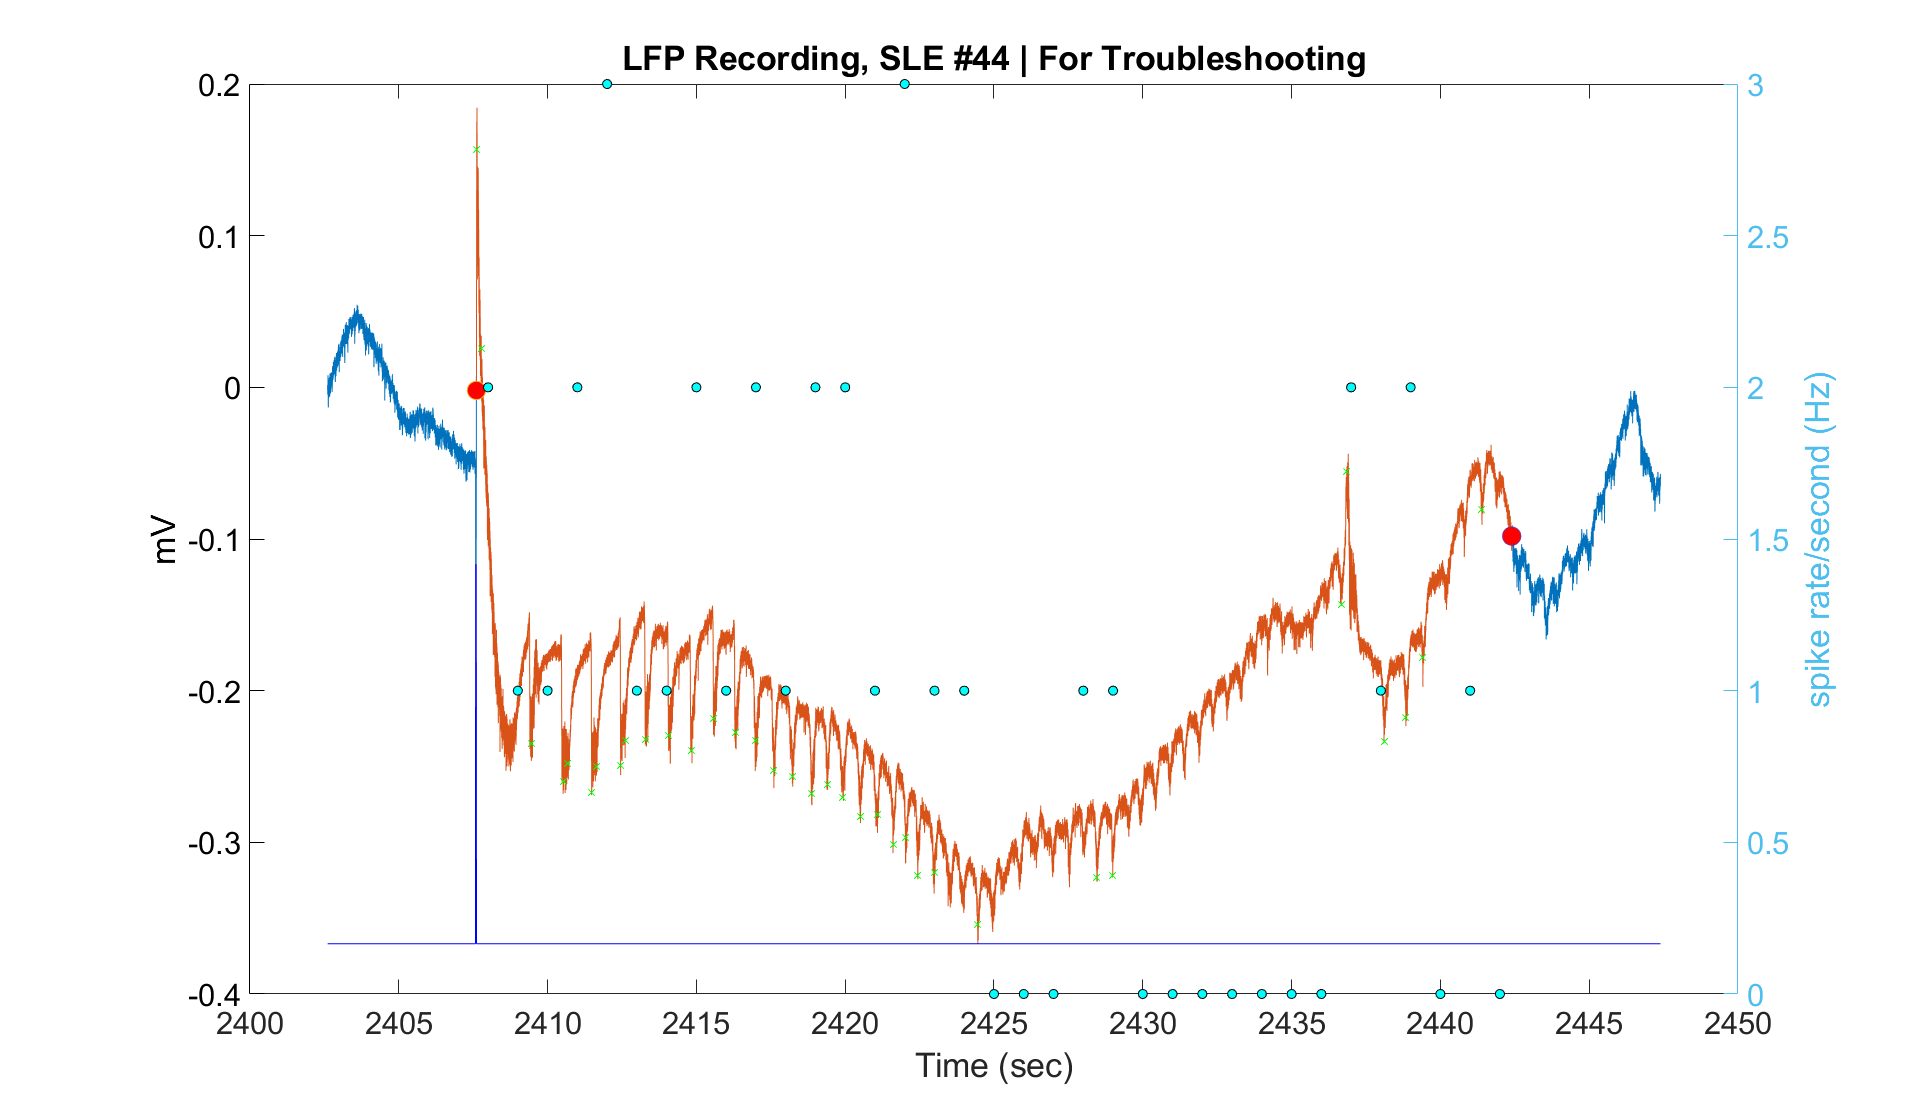 LFP Recording, SLE #44 | For Troubleshooting
0.2
0.1
0
-0.1
-0.2
-0.3
-0.4
mV
3
2.5
2
1.5
1
0.5
0
spike rate/second (Hz)
2400 2405 2410 2415 2420 2425 2430 2435 2440 2445 2450
Time (sec)